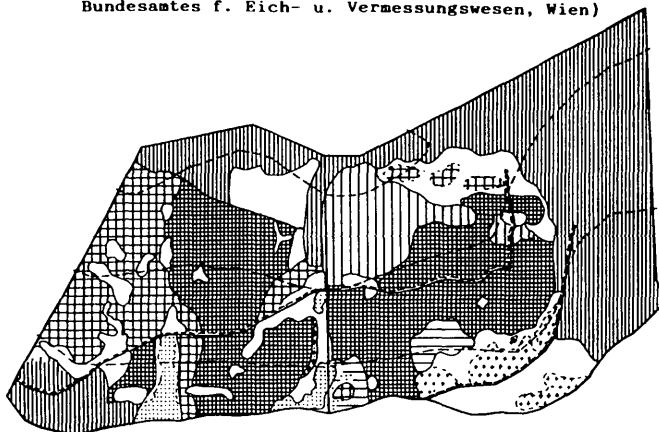 Bundesamtes f. Eich- u. Vermessungswesen, Wien)